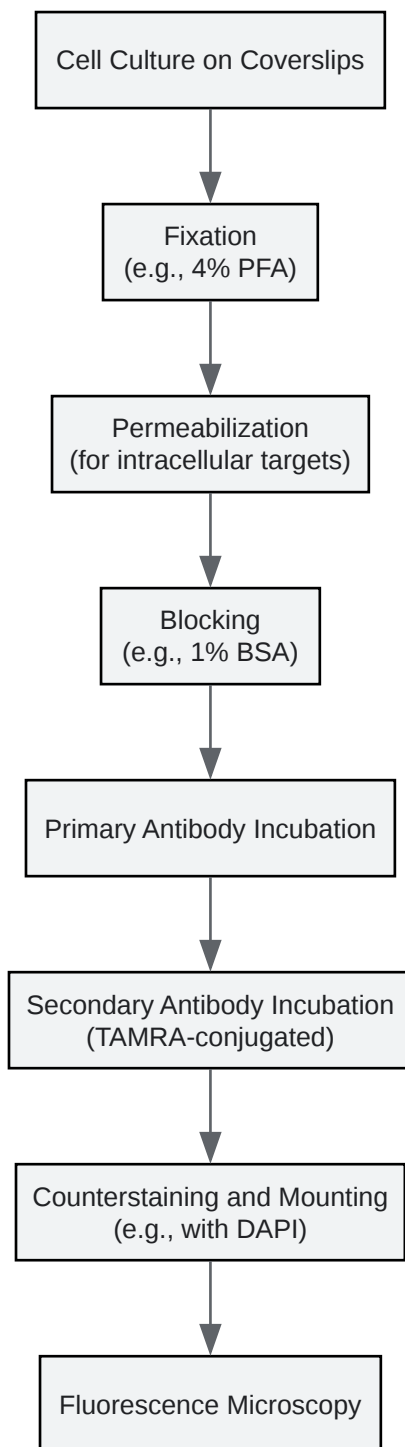 Cell Culture on Coverslips
Fixation
(e.g., 4% PFA)
Permeabilization
(for intracellular targets)
Blocking
(e.g., 1% BSA)
Primary Antibody Incubation
Secondary Antibody Incubation
(TAMRA-conjugated)
Counterstaining and Mounting
(e.g., with DAPI)
Fluorescence Microscopy